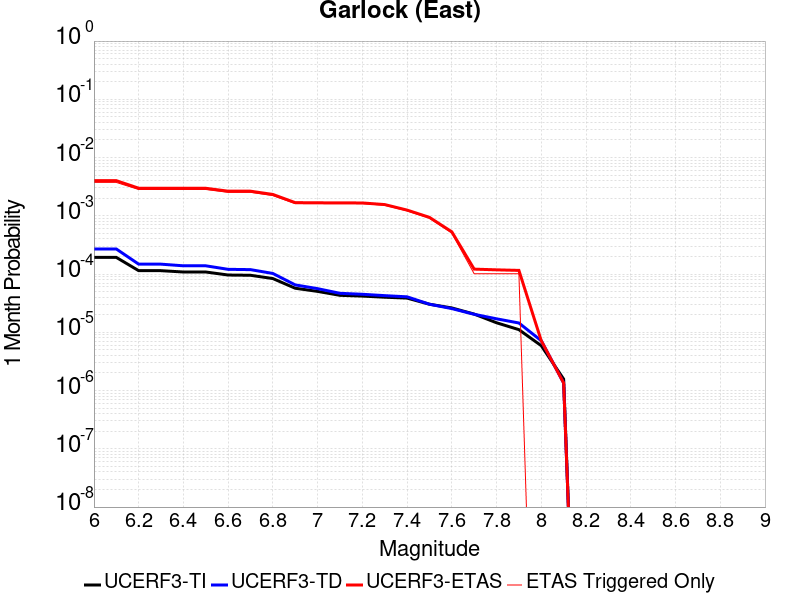 Garlock (East)
10^0
10^-1
10^-2
10^-3
10^-4
10^-5
10^-6
10^-7
10^-8
1 Month Probability
6 6.2 6.4 6.6 6.8 7 7.2 7.4 7.6 7.8 8 8.2 8.4 8.6 8.8 9
Magnitude
UCERF3-TI UCERF3-TD UCERF3-ETAS ETAS Triggered Only